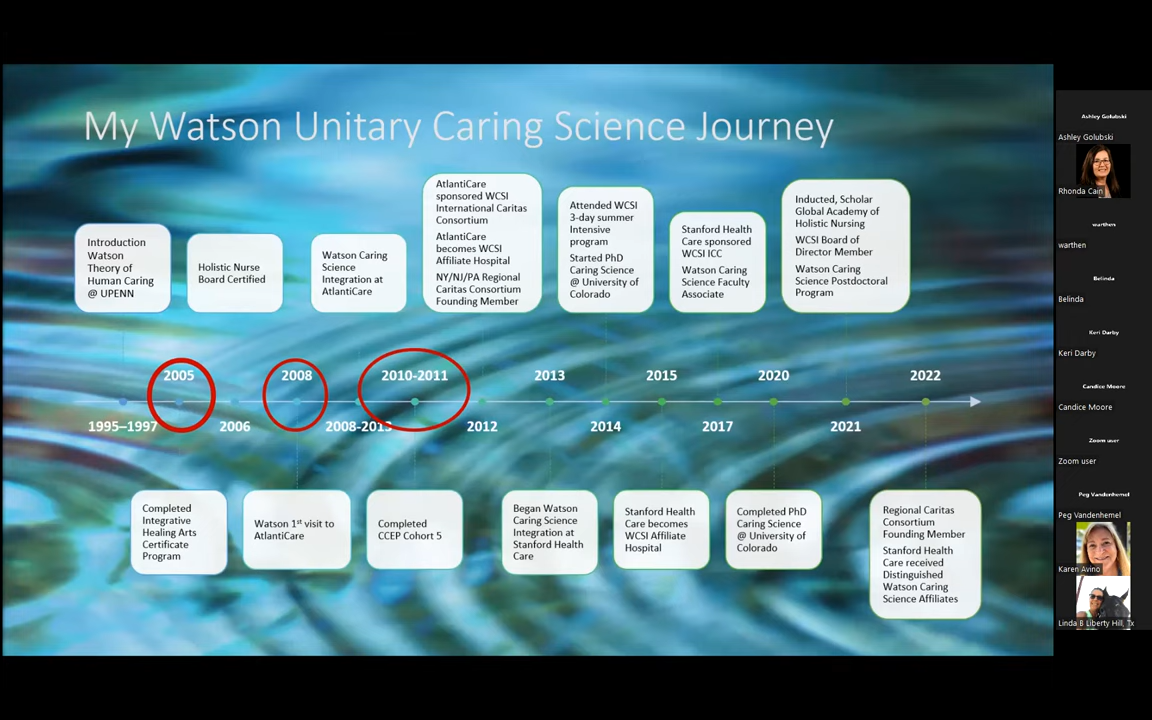 My Watson Unitary Caring Science Journey
Introduction
Watson
Theory of
Human Caring
@ UPENN
Holistic Nurse
Board Certified
Watson Caring
Science
Integration at
AtlantiCare
AtlantiCare
sponsored WCSI
International Caritas
Consortium
AtlantiCare
becomes WCSI
Affiliate Hospital
NY/NJ/PA Regional
Caritas Consortium
Founding Member
Attended WCSI
3-day summer
Intensive
program
Started PhD
Caring Science
@ University of
Colorado
Stanford Health
Care sponsored
WCSI ICC
Watson Caring
Science Faculty
Associate
Inducted, Scholar
Global Academy of
Holistic Nursing
WCSI Board of
Director Member
Watson Caring
Science Postdoctoral
Program
2005
2008
2010-2011
2013
2015
2020
2022
1995–1997
2006
2012
2014
2017
2021
Completed
Integrative
Healing Arts
Certificate
Program
Watson 1st visit to
AtlantiCare
Completed
CCEP Cohort 5
Began Watson
Caring Science
Integration at
Stanford Health
Care
Stanford Health
Care becomes
WCSI Affiliate
Hospital
Completed PhD
Caring Science
@ University of
Colorado
Regional Caritas
Consortium
Founding Member
Stanford Health
Care received
Distinguished
Watson Caring
Science Affiliates
Ashley Golubski
Ashley Golubski
Rhonda Cain
warthen
warthen
Belinda
Belinda
Keri Darby
Keri Darby
Candice Moore
Candice Moore
Zoom user
Zoom user
Peg Vandenhemel
Peg Vandenhemel
Karen Avino
Linda B Liberty Hill, Tx